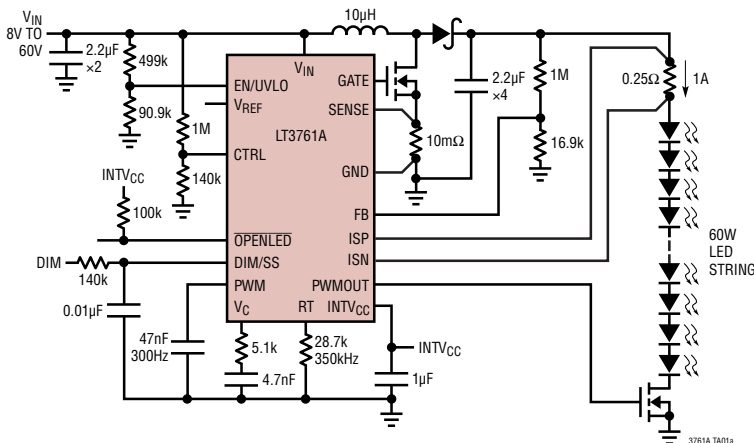 V_IN
8V TO
60V
2.2µF
×2
499k
90.9k
1M
140k
INTV_CC
100k
DIM
140k
0.01µF
47nF
300Hz
5.1k
4.7nF
28.7k
350kHz
1µF
INTV_CC
10µH
V_IN
EN/UVLO
V_REF
LT3761A
CTRL
OPENLED
DIM/SS
PWM
V_C
RT
INTV_CC
GATE
SENSE
GND
FB
ISP
ISN
PWMOUT
10mΩ
2.2µF
×4
1M
16.9k
0.25Ω
1A
60W
LED
STRING
3761A TA01a